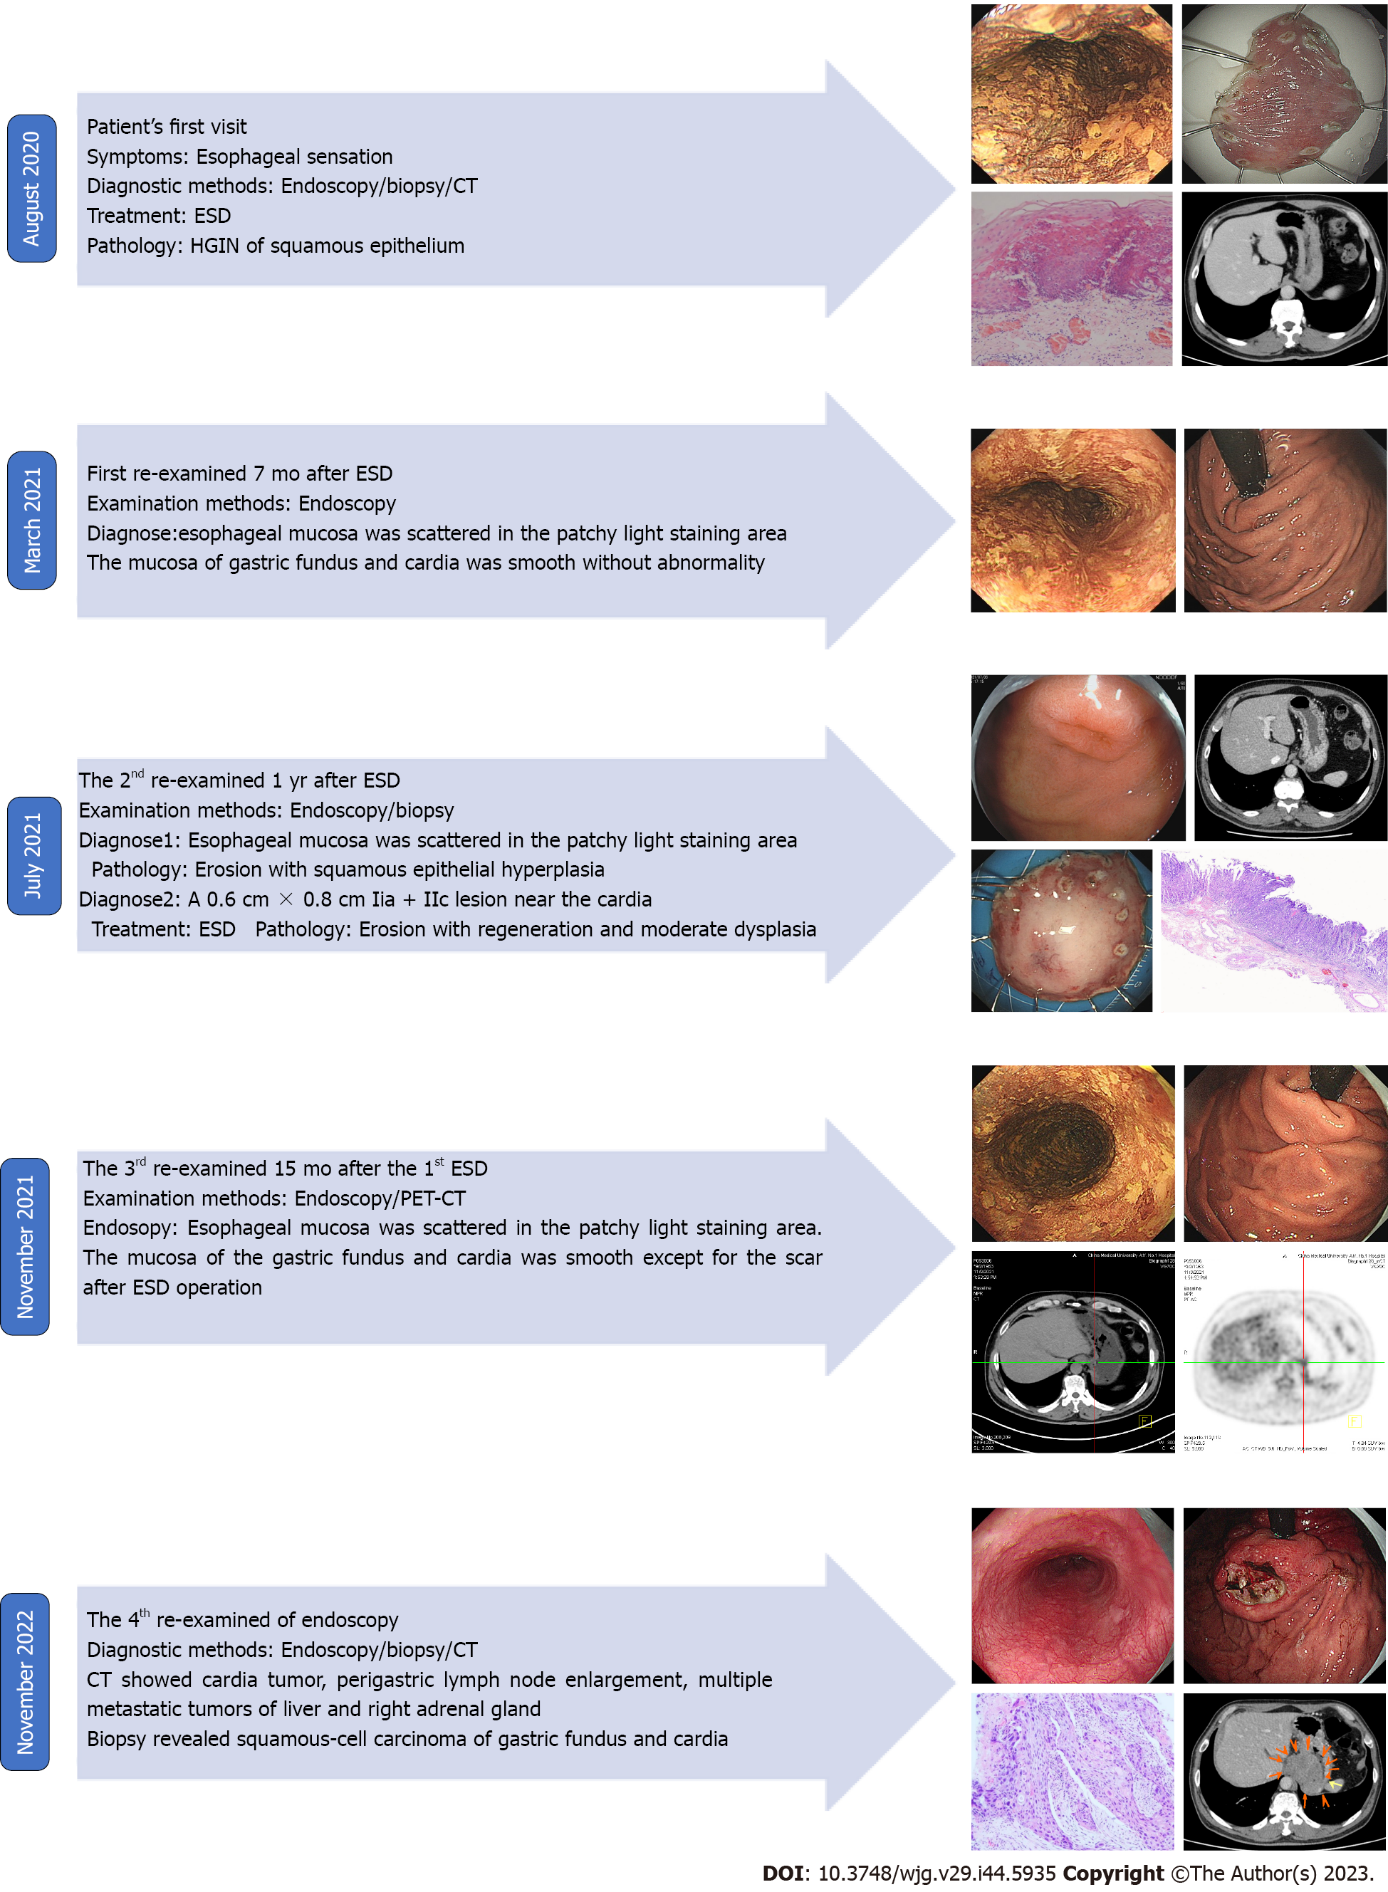 August 2020
Patient's first visit
Symptoms: Esophageal sensation
Diagnostic methods: Endoscopy/biopsy/CT
Treatment: ESD
Pathology: HGIN of squamous epithelium
March 2021
First re-examined 7 mo after ESD
Examination methods: Endoscopy
Diagnose:esophageal mucosa was scattered in the patchy light staining area
The mucosa of gastric fundus and cardia was smooth without abnormality
July 2021
The 2nd re-examined 1 yr after ESD
Examination methods: Endoscopy/biopsy
Diagnose1: Esophageal mucosa was scattered in the patchy light staining area
Pathology: Erosion with squamous epithelial hyperplasia
Diagnose2: A 0.6 cm × 0.8 cm Iia + IIc lesion near the cardia
Treatment: ESD Pathology: Erosion with regeneration and moderate dysplasia
November 2021
The 3rd re-examined 15 mo after the 1st ESD
Examination methods: Endoscopy/PET-CT
Endosopy: Esophageal mucosa was scattered in the patchy light staining area.
The mucosa of the gastric fundus and cardia was smooth except for the scar
after ESD operation
China Medical University Aff. No.1 Hospital
November 2022
The 4th re-examined of endoscopy
Diagnostic methods: Endoscopy/biopsy/CT
CT showed cardia tumor, perigastric lymph node enlargement, multiple
metastatic tumors of liver and right adrenal gland
Biopsy revealed squamous-cell carcinoma of gastric fundus and cardia
DOI: 10.3748/wjg.v29.i44.5935 Copyright ©The Author(s) 2023.